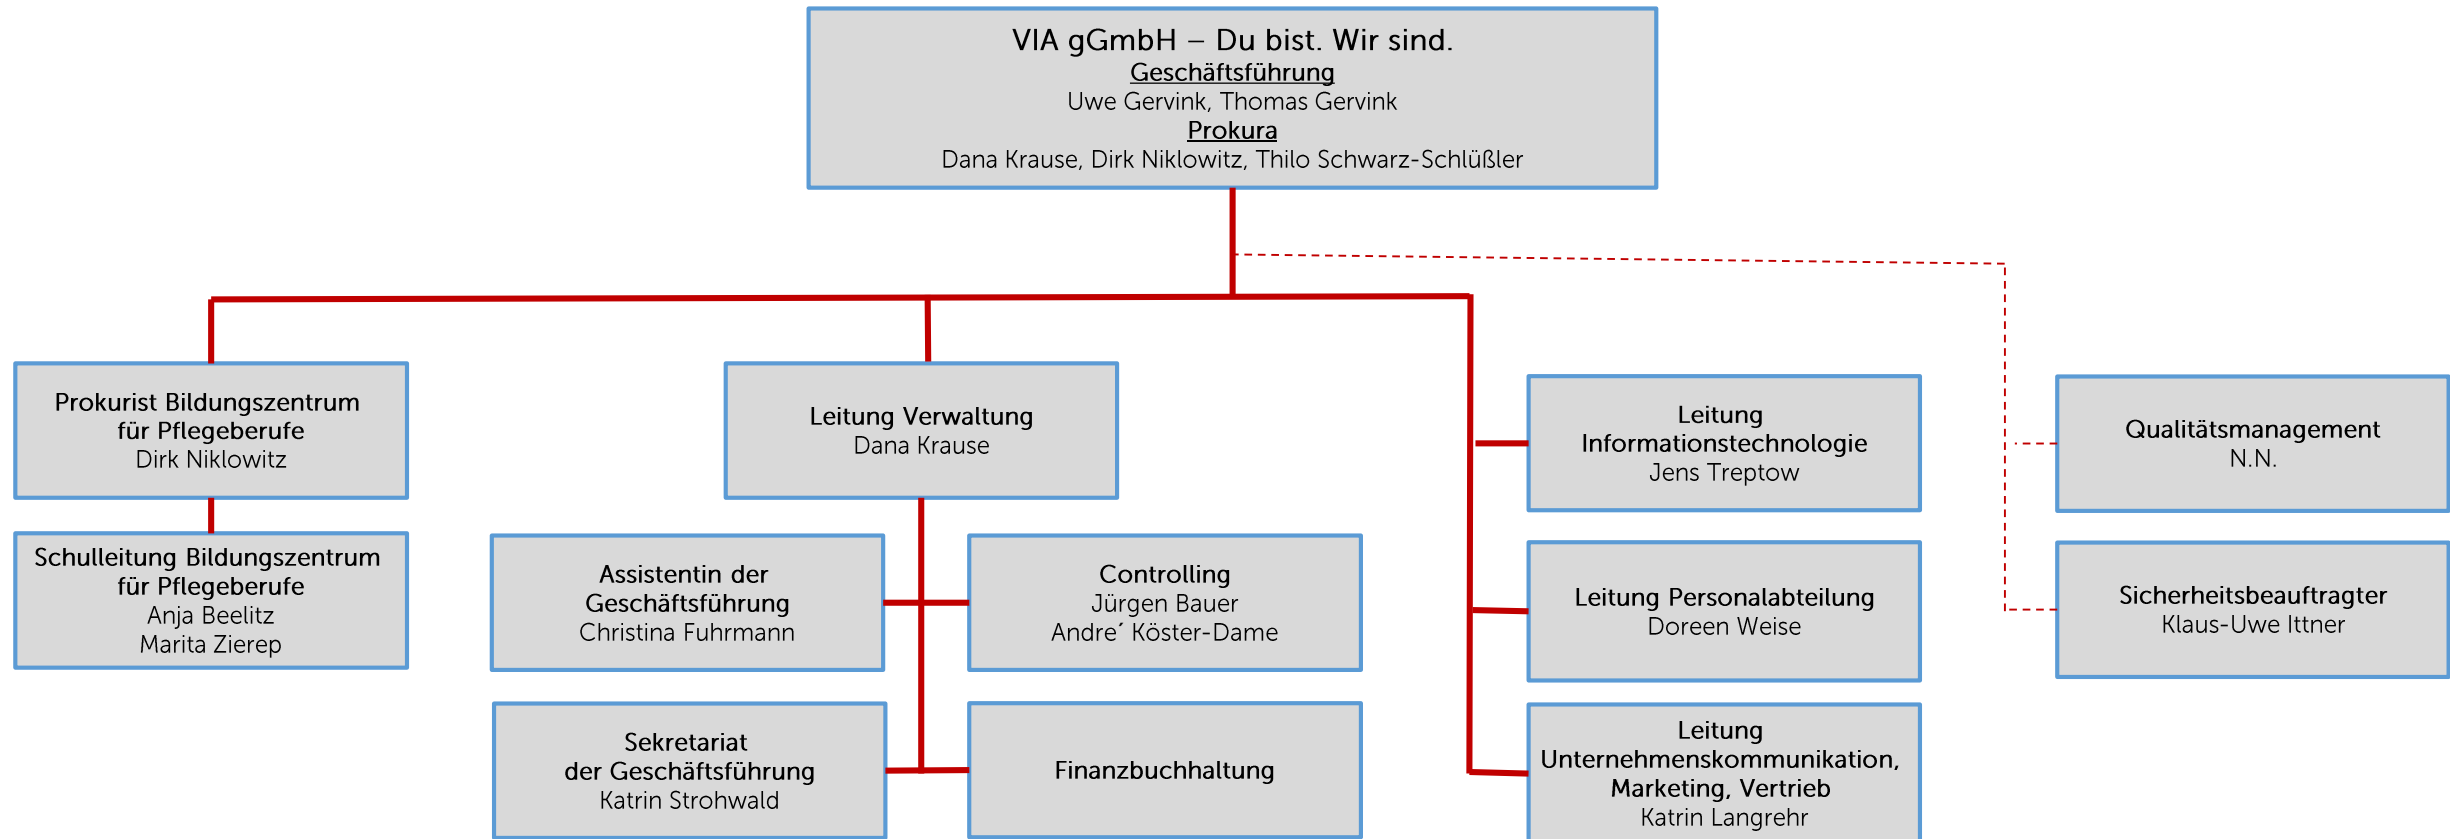 VIA gGmbH – Du bist. Wir sind.
Geschäftsführung
Uwe Gervink, Thomas Gervink
Prokura
Dana Krause, Dirk Niklowitz, Thilo Schwarz-Schlüßler
Prokurist Bildungszentrum
für Pflegeberufe
Dirk Niklowitz
Schulleitung Bildungszentrum
für Pflegeberufe
Anja Beelitz
Marita Zierep
Leitung Verwaltung
Dana Krause
Assistentin der
Geschäftsführung
Christina Fuhrmann
Controlling
Jürgen Bauer
Andre´ Köster-Dame
Sekretariat
der Geschäftsführung
Katrin Strohwald
Finanzbuchhaltung
Leitung
Informationstechnologie
Jens Treptow
Leitung Personalabteilung
Doreen Weise
Leitung
Unternehmenskommunikation,
Marketing, Vertrieb
Katrin Langrehr
Qualitätsmanagement
N.N.
Sicherheitsbeauftragter
Klaus-Uwe Ittner